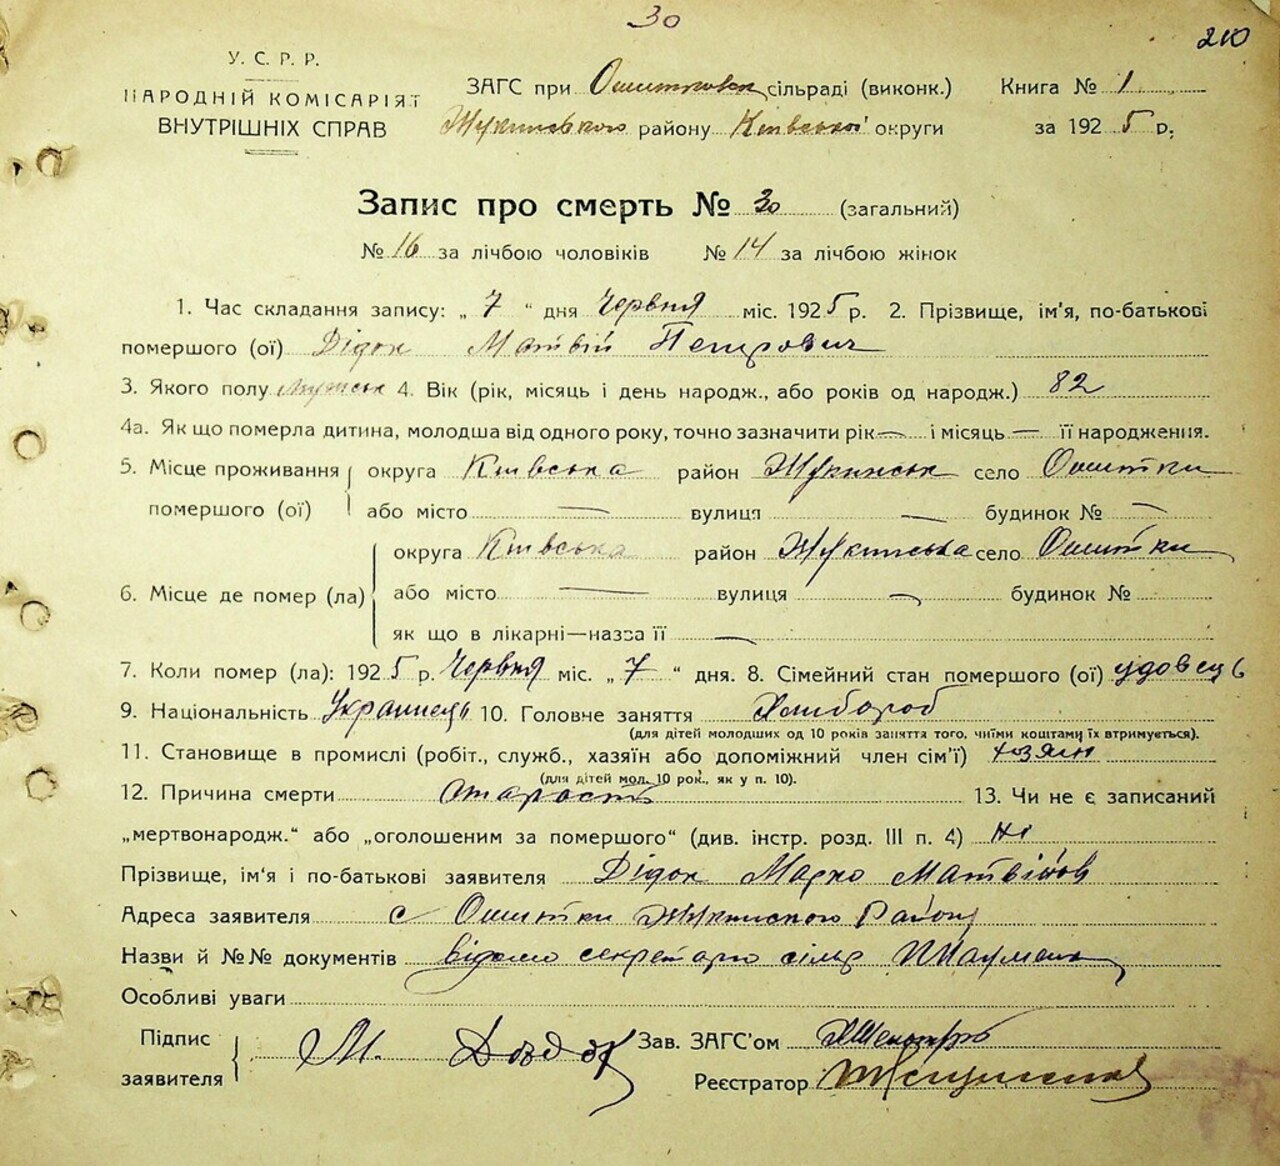 30
210
У. С. Р. Р.
НАРОДНІЙ КОМІСАРІЯТ
ВНУТРІШНІХ СПРАВ
ЗАГС при Ошитковск сільраді (виконк.) Книга № 1
Жукинського району Київської округи за 1925 р.
Запис про смерть № 30 (загальний)
№ 16 за лічбою чоловіків № 14 за лічбою жінок
1. Час складання запису: „ 7 “ дня Червня міс. 1925 р. 2. Прізвище, ім'я, по-батькові
помершого (ої) Дідок Матвій Петрович
3. Якого полу мужськ 4. Вік (рік, місяць і день народж., або років од народж.) 82
4а. Як що померла дитина, молодша від одного року, точно зазначити рік — і місяць — її народження.
5. Місце проживання округа Київська район Жукинськ село Ошитки
помершого (ої) або місто — вулиця — будинок № —
округа Київська район Жукинська село Ошитки
6. Місце де помер (ла) або місто — вулиця — будинок №
як що в лікарні—назва її —
7. Коли помер (ла): 1925 р. Червня міс. „ 7 “ дня. 8. Сімейний стан помершого (ої) удовець
9. Національність Украинець 10. Головне заняття Хлібороб
(для дітей молодших од 10 років заняття того, чиїми коштами їх втримується).
11. Становище в промислі (робіт., служб., хазяїн або допоміжний член сім'ї) хозяин
(для дітей мол. 10 рок., як у п. 10).
12. Причина смерти старость 13. Чи не є записаний
„мертвонародж.“ або „оголошеним за помершого“ (див. інстр. розд. III п. 4) Ні
Прізвище, ім'я і по-батькові заявителя Дідок Марко Матвійов
Адреса заявителя с Ошитки Жукинского Району
Назви й №№ документів відомо секретарю сільр
Особливі уваги
Підпис
заявителя М. Дідок Зав. ЗАГС'ом
Реєстратор